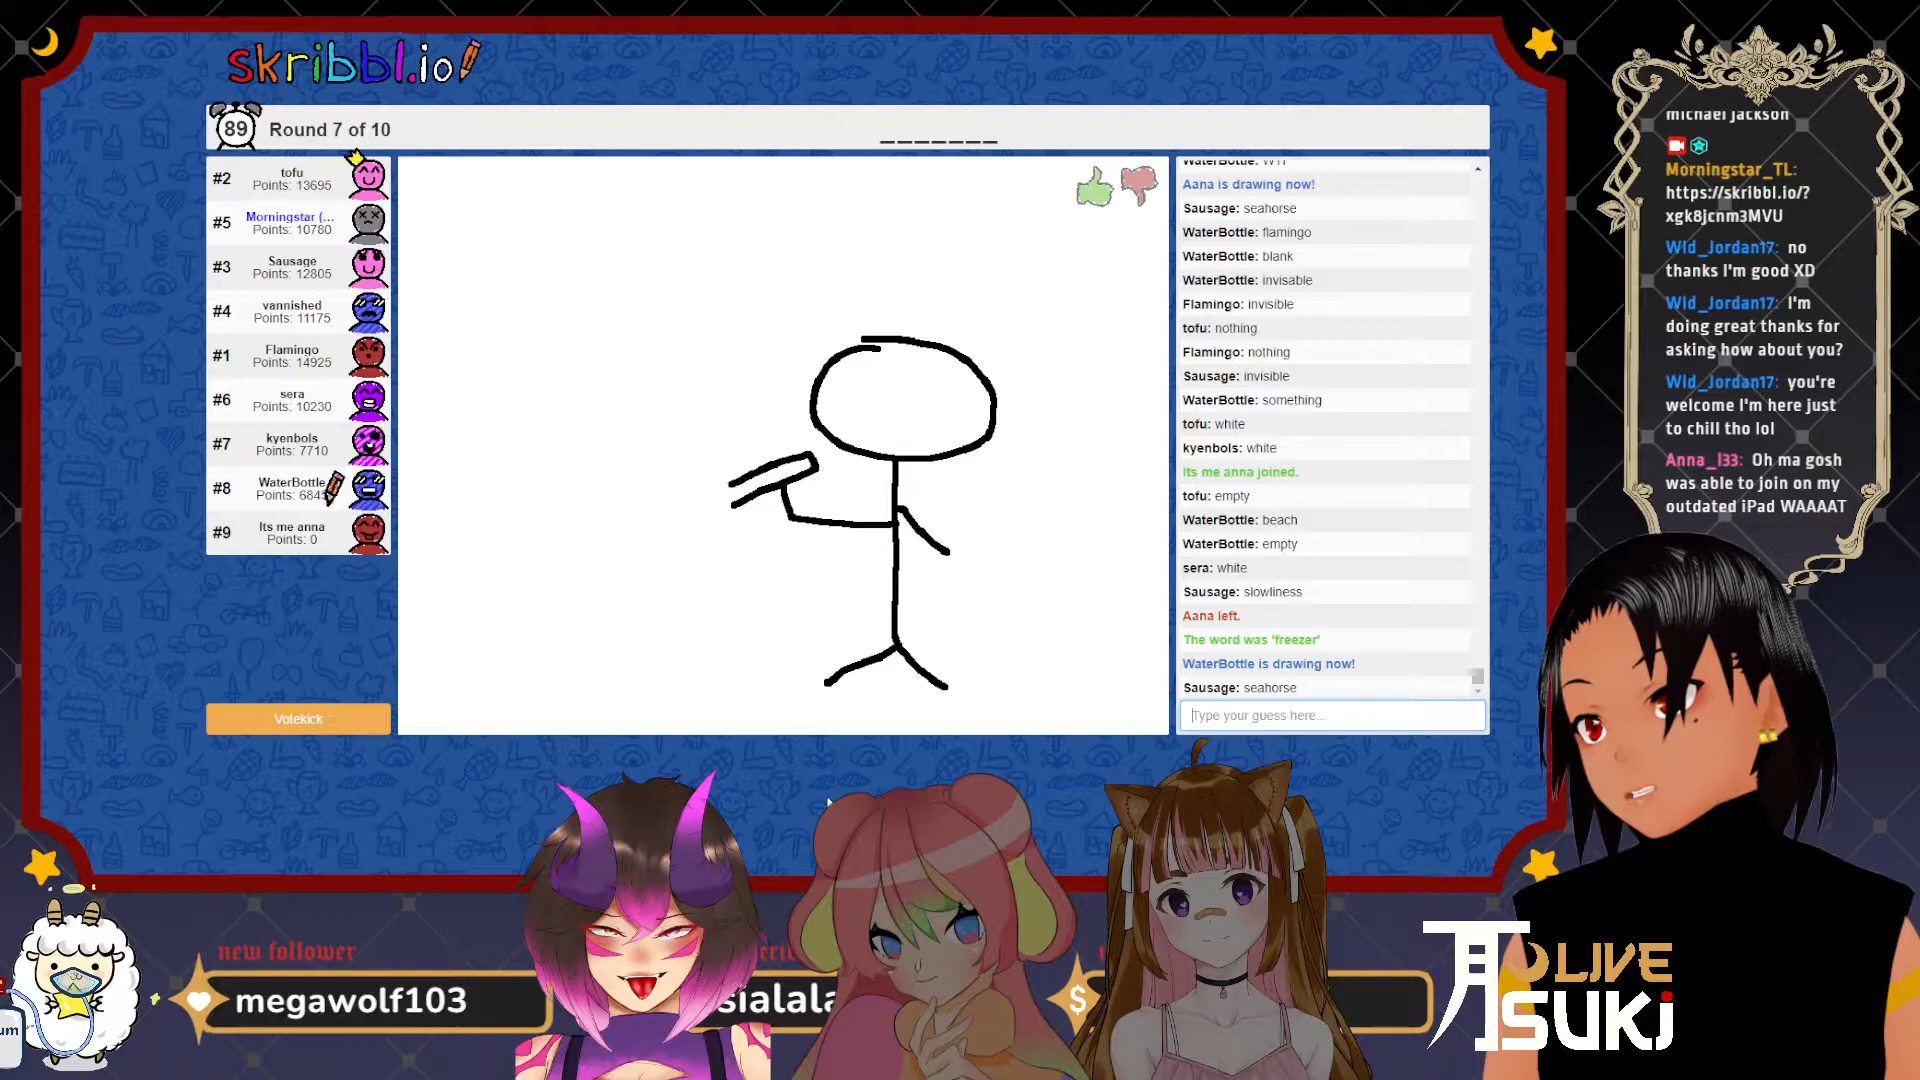 skribbl.io
89
Round 7 of 10
_______
#2
tofu
Points: 13695
#5
Morningstar (...
Points: 10780
#3
Sausage
Points: 12805
#4
vannished
Points: 11175
#1
Flamingo
Points: 14925
#6
sera
Points: 10230
#7
kyenbols
Points: 7710
#8
WaterBottle
Points:
#9
Its me anna
Points: 0
Votekick
WaterBottle:
Aana is drawing now!
Sausage: seahorse
WaterBottle: flamingo
WaterBottle: blank
WaterBottle: invisable
Flamingo: invisible
tofu: nothing
Flamingo: nothing
Sausage: invisible
WaterBottle: something
tofu: white
kyenbols: white
Its me anna joined.
tofu: empty
WaterBottle: beach
WaterBottle: empty
sera: white
Sausage: slowliness
Aana left.
The word was 'freezer'
WaterBottle is drawing now!
Sausage: seahorse
Type your guess here...
michael jackson
Morningstar_TL:
https://skribbl.io/?
xgk8jcnm3MVU
Wld_Jordan17: no
thanks I'm good XD
Wld_Jordan17: I'm
doing great thanks for
asking how about you?
Wld_Jordan17: you're
welcome I'm here just
to chill tho lol
Anna_l33: Oh ma gosh
was able to join on my
outdated iPad WAAAAT
new follower
megawolf103
sialala
$
月
LIVE
TSUKi
um